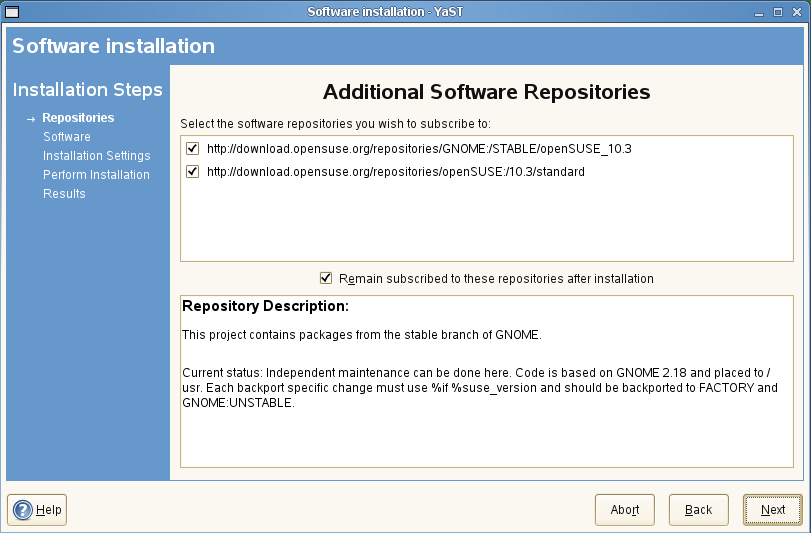 Software installation - YaST
Software installation
Installation Steps
→ Repositories
Software
Installation Settings
Perform Installation
Results
Additional Software Repositories
Select the software repositories you wish to subscribe to:
http://download.opensuse.org/repositories/GNOME:/STABLE/openSUSE_10.3
http://download.opensuse.org/repositories/openSUSE:/10.3/standard
Remain subscribed to these repositories after installation
Repository Description:
This project contains packages from the stable branch of GNOME.
Current status: Independent maintenance can be done here. Code is based on GNOME 2.18 and placed to /
usr. Each backport specific change must use %if %suse_version and should be backported to FACTORY and
GNOME:UNSTABLE.
? Help
Abort
Back
Next